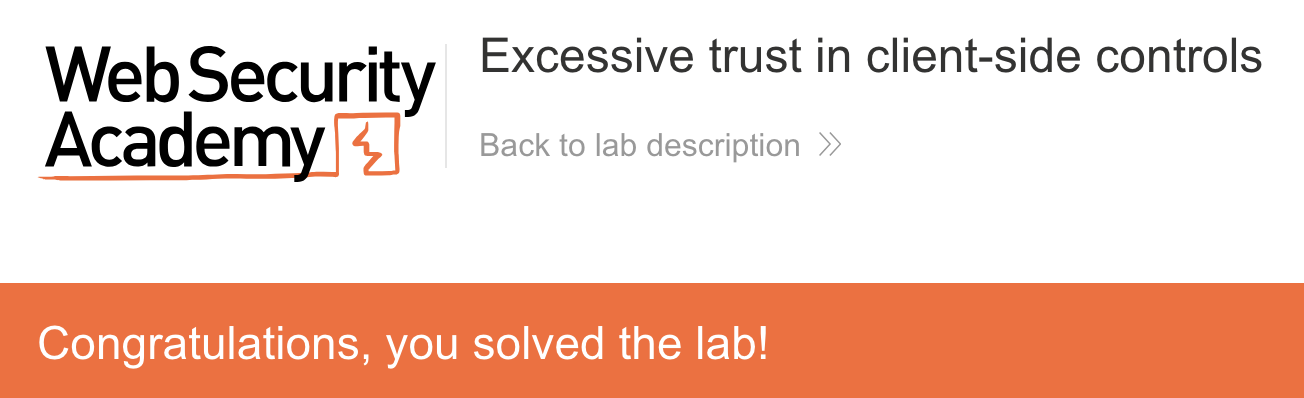 Web Security
Academy
Excessive trust in client-side controls
Back to lab description
Congratulations, you solved the lab!